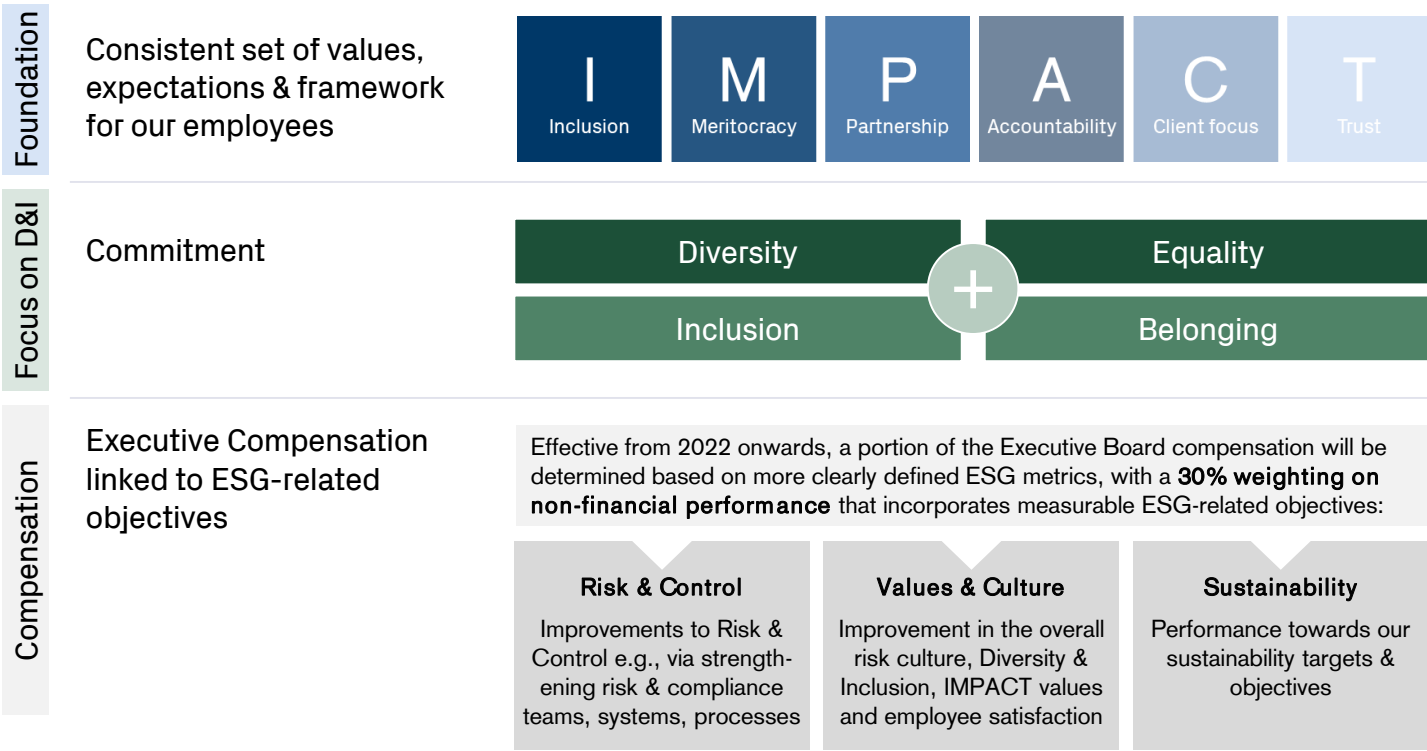 Foundation
Consistent set of values,
expectations & framework
for our employees
I
Inclusion
M
Meritocracy
P
Partnership
A
Accountability
C
Client focus
T
Trust
Focus on D&I
Commitment
Diversity
Equality
+
Inclusion
Belonging
Compensation
Executive Compensation
linked to ESG-related
objectives
Effective from 2022 onwards, a portion of the Executive Board compensation will be
determined based on more clearly defined ESG metrics, with a 30% weighting on
non-financial performance that incorporates measurable ESG-related objectives:
Risk & Control
Improvements to Risk &
Control e.g., via strength-
ening risk & compliance
teams, systems, processes
Values & Culture
Improvement in the overall
risk culture, Diversity &
Inclusion, IMPACT values
and employee satisfaction
Sustainability
Performance towards our
sustainability targets &
objectives